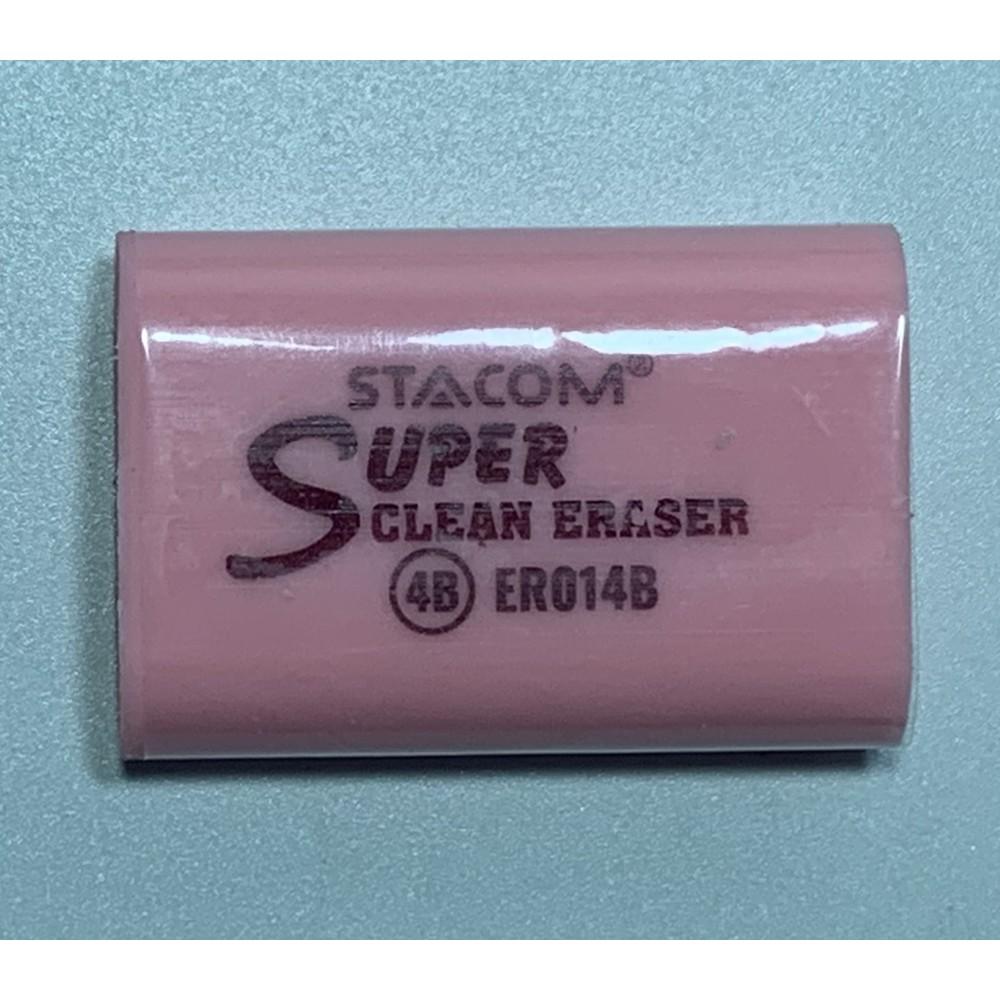 STACOM®
SUPER
CLEAN ERASER
4B ER014B